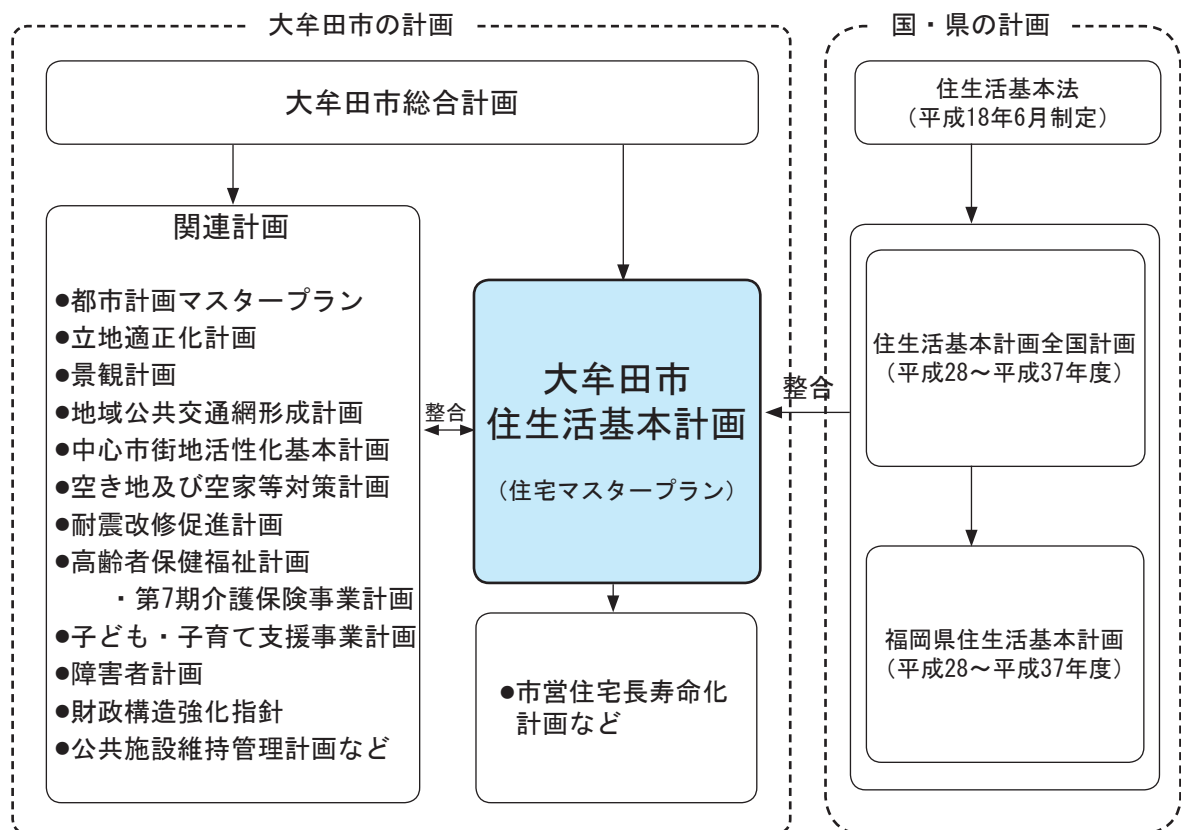 大牟田市の計画
大牟田市総合計画
関連計画
●都市計画マスタープラン
●立地適正化計画
●景観計画
●地域公共交通網形成計画
●中心市街地活性化基本計画
●空き地及び空家等対策計画
●耐震改修促進計画
●高齢者保健福祉計画
・第7期介護保険事業計画
●子ども・子育て支援事業計画
●障害者計画
●財政構造強化指針
●公共施設維持管理計画など
整合
大牟田市
住生活基本計画
（住宅マスタープラン）
●市営住宅長寿命化
計画など
整合
国・県の計画
住生活基本法
（平成18年6月制定）
住生活基本計画全国計画
（平成28～平成37年度）
福岡県住生活基本計画
（平成28～平成37年度）